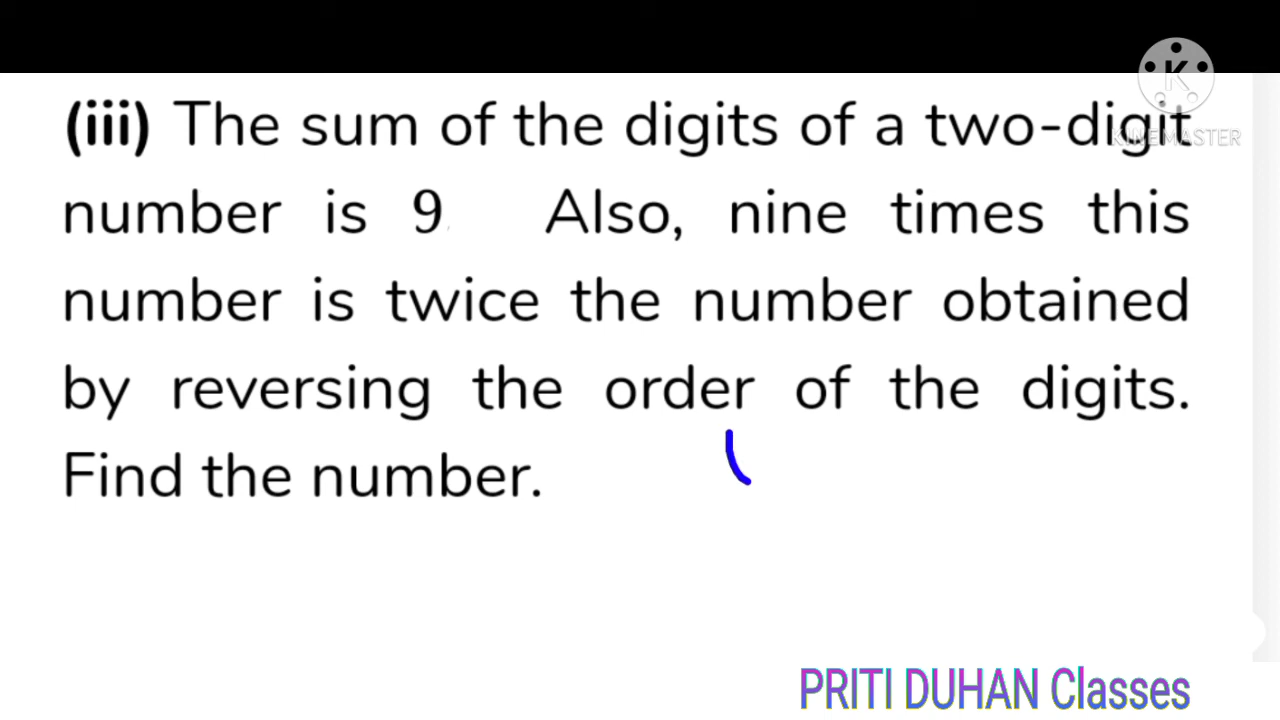 KINEMASTER
(iii) The sum of the digits of a two-digit
number is 9 Also, nine times this
number is twice the number obtained
by reversing the order of the digits.
Find the number.
PRITI DUHAN Classes